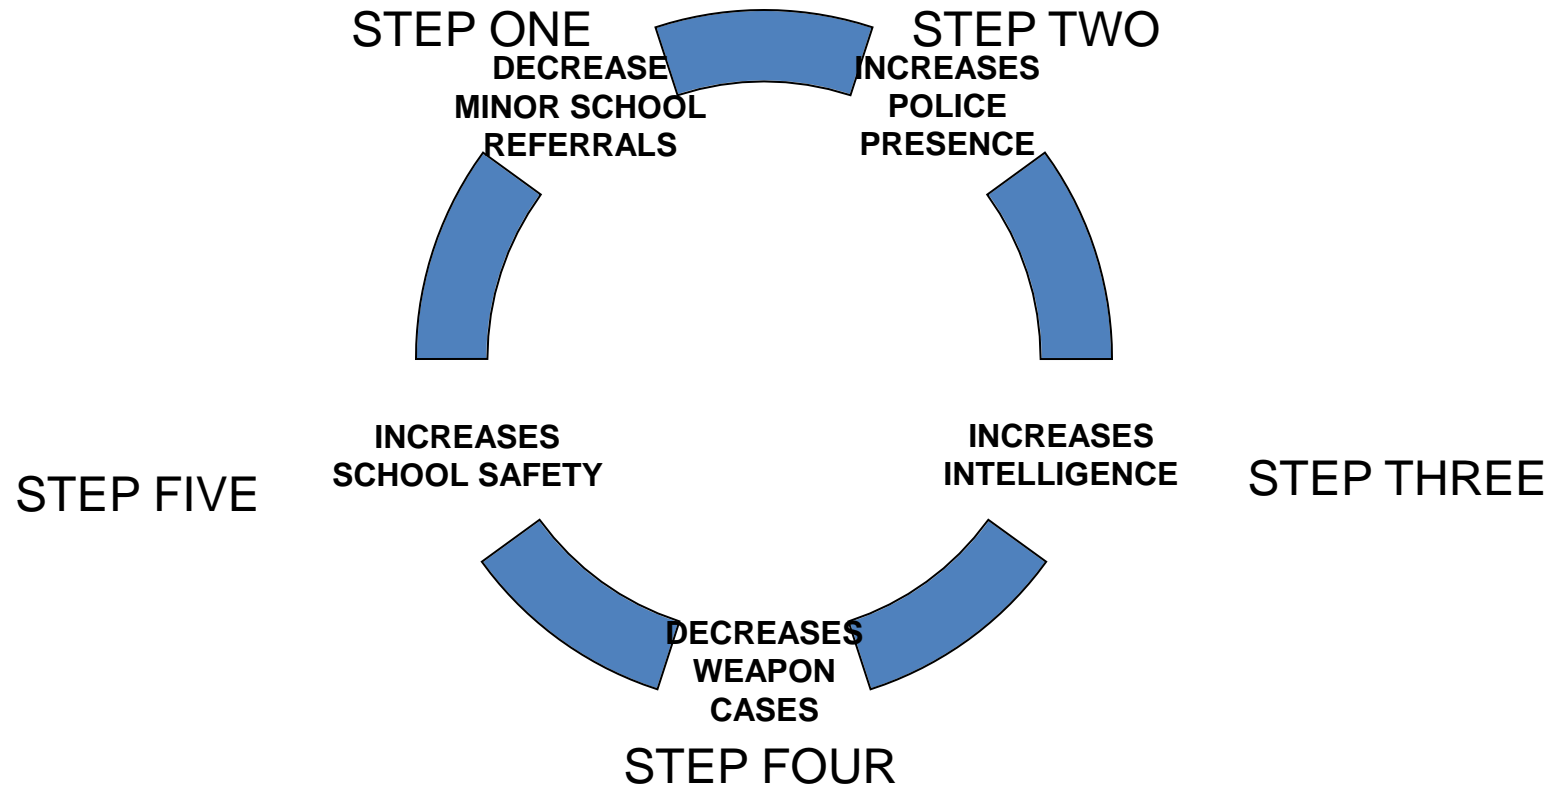 STEP ONE
DECREASE
MINOR SCHOOL
REFERRALS
STEP TWO
INCREASES
POLICE
PRESENCE
INCREASES
INTELLIGENCE
STEP THREE
DECREASES
WEAPON
CASES
STEP FOUR
INCREASES
SCHOOL SAFETY
STEP FIVE